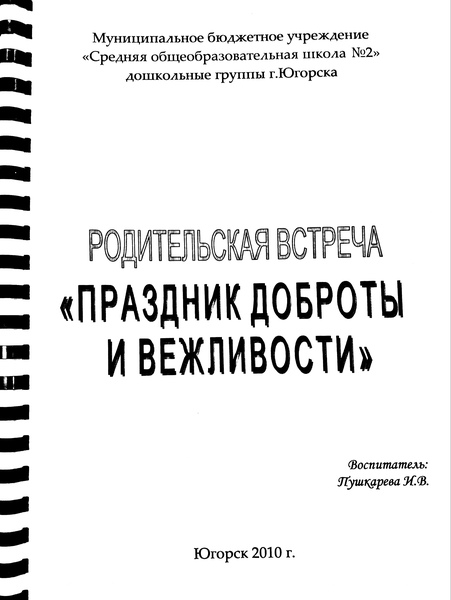 Муниципальное бюджетное учреждение
«Средняя общеобразовательная школа №2»
дошкольные группы г.Югорска
РОДИТЕЛЬСКАЯ ВСТРЕЧА
«ПРАЗДНИК ДОБРОТЫ
И ВЕЖЛИВОСТИ»
Воспитатель:
Пушкарева И.В.
Югорск 2010 г.